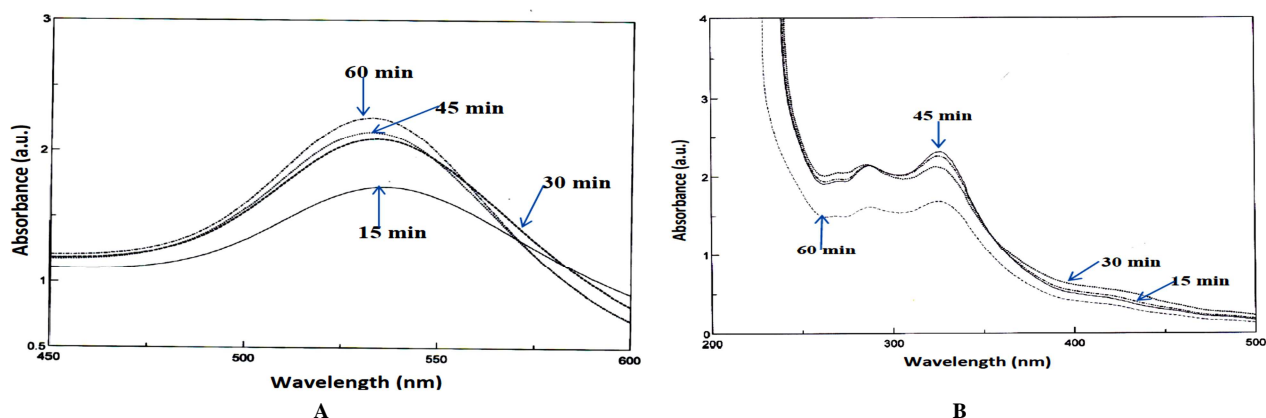 3
2
1
0.5
Absorbance (a.u.)
60 min
45 min
30 min
15 min
450
500
550
600
Wavelength (nm)
A
4
3
2
1
0
Absorbance (a.u.)
45 min
60 min
30 min
15 min
200
300
400
500
Wavelength (nm)
B